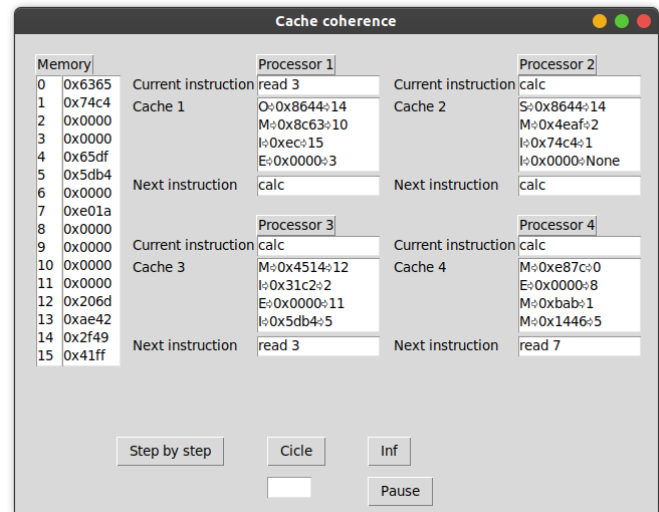 Cache coherence
Memory
0 0x6365
1 0x74c4
2 0x0000
3 0x0000
4 0x65df
5 0x5db4
6 0x0000
7 0xe01a
8 0x0000
9 0x0000
10 0x0000
11 0x0000
12 0x206d
13 0xae42
14 0x2f49
15 0x41ff
Processor 1
Current instruction read 3
Cache 1
O➩0x8644➩14
M➩0x8c63➩10
I➩0xec➩15
E➩0x0000➩3
Next instruction calc
Processor 2
Current instruction calc
Cache 2
S➩0x8644➩14
M➩0x4eaf➩2
I➩0x74c4➩1
I➩0x0000➩None
Next instruction calc
Processor 3
Current instruction calc
Cache 3
M➩0x4514➩12
I➩0x31c2➩2
E➩0x0000➩11
I➩0x5db4➩5
Next instruction read 3
Processor 4
Current instruction calc
Cache 4
M➩0xe87c➩0
E➩0x0000➩8
M➩0xbab➩1
M➩0x1446➩5
Next instruction read 7
Step by step
Cicle
Inf
Pause